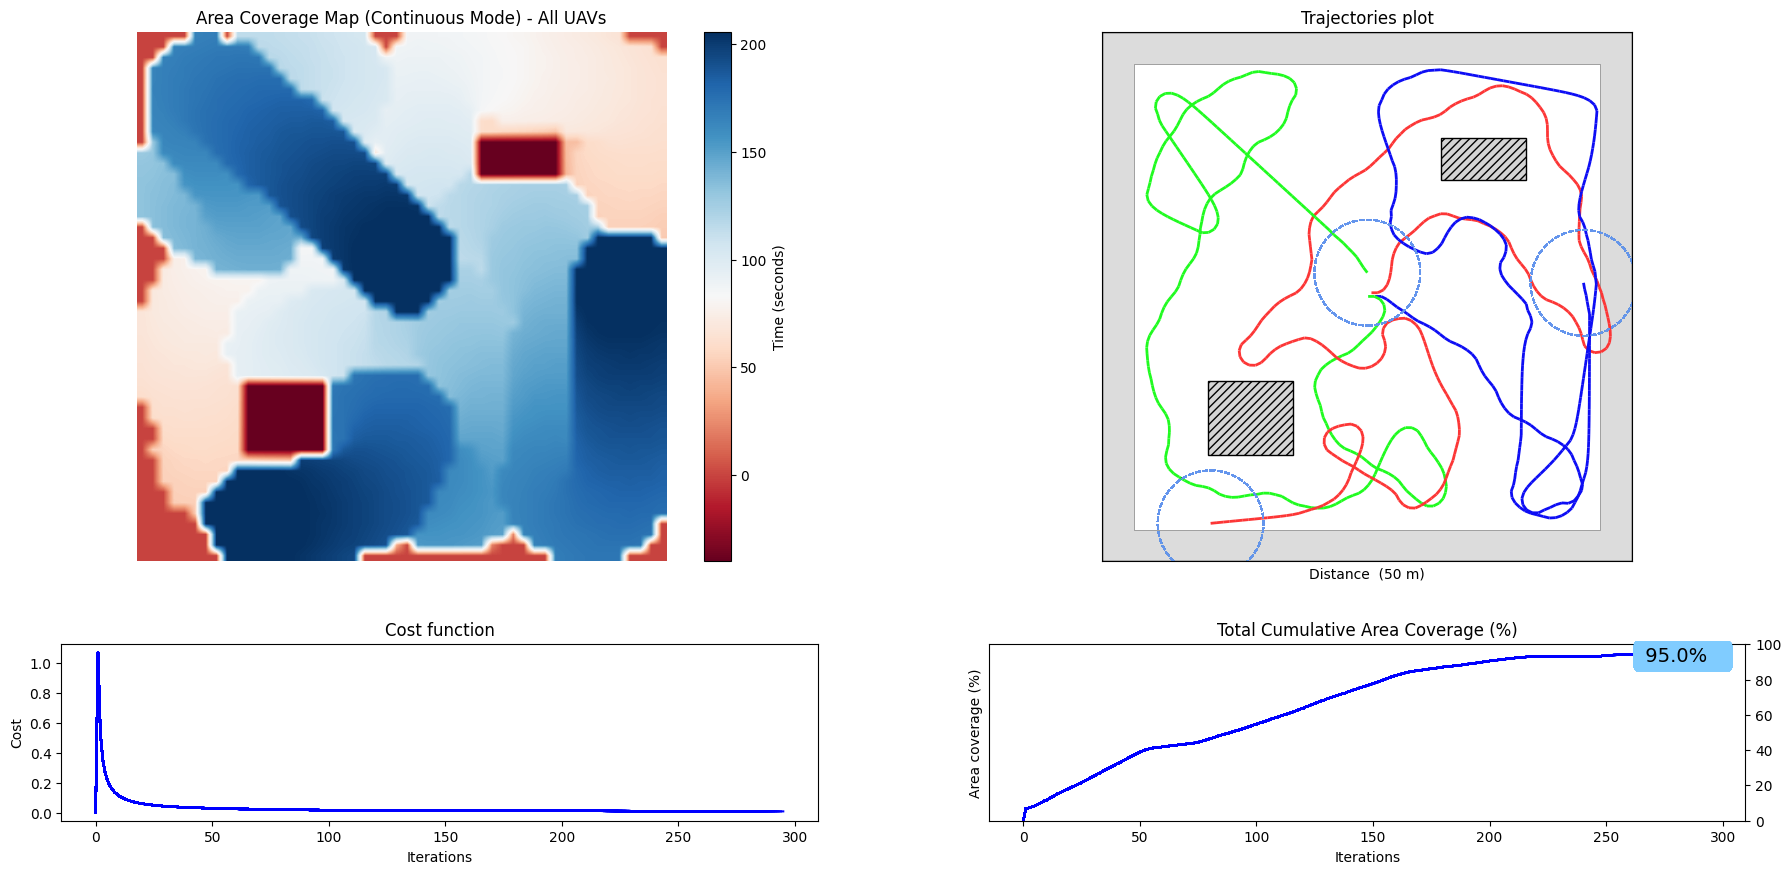 Area Coverage Map (Continuous Mode) - All UAVs
200
150
100
50
0
Time (seconds)
Trajectories plot
Distance  (50 m)
Cost function
1.0
0.8
0.6
0.4
0.2
0.0
Cost
0 50 100 150 200 250 300
Iterations
Total Cumulative Area Coverage (%)
95.0%
100
80
60
40
20
0
Area coverage (%)
0 50 100 150 200 250 300
Iterations